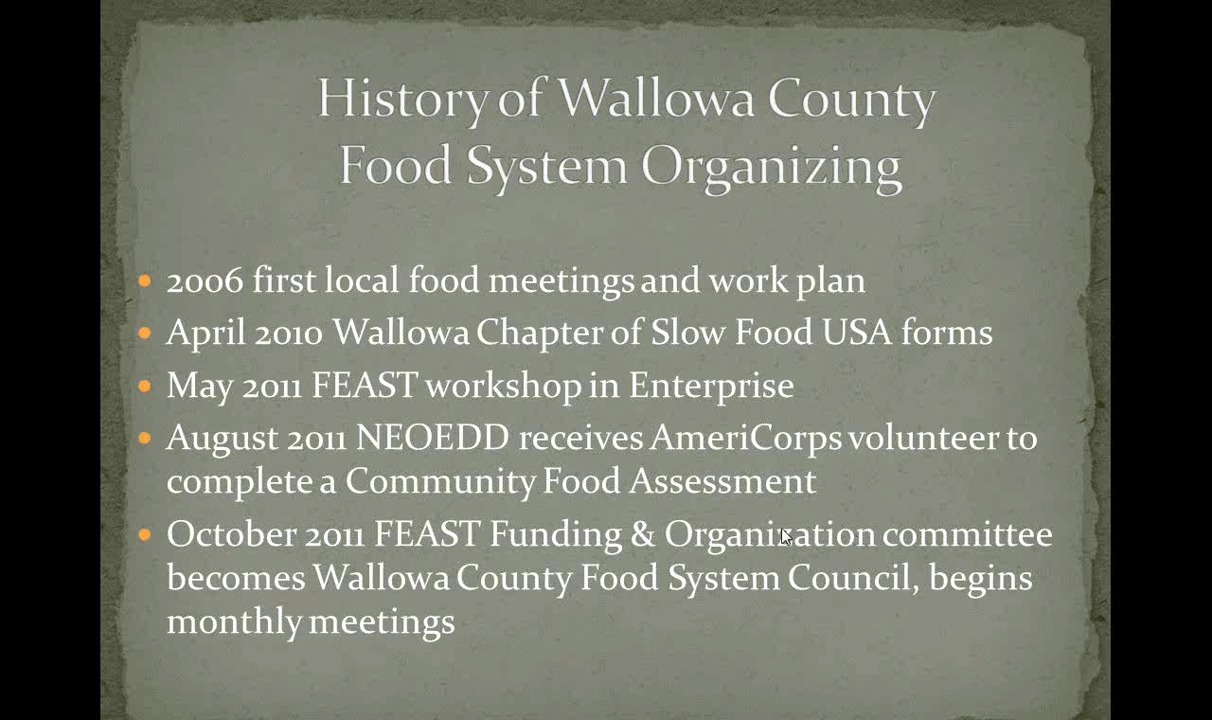 History of Wallowa County
Food System Organizing
• 2006 first local food meetings and work plan
• April 2010 Wallowa Chapter of Slow Food USA forms
• May 2011 FEAST workshop in Enterprise
• August 2011 NEOEDD receives AmeriCorps volunteer to
complete a Community Food Assessment
• October 2011 FEAST Funding & Organization committee
becomes Wallowa County Food System Council, begins
monthly meetings